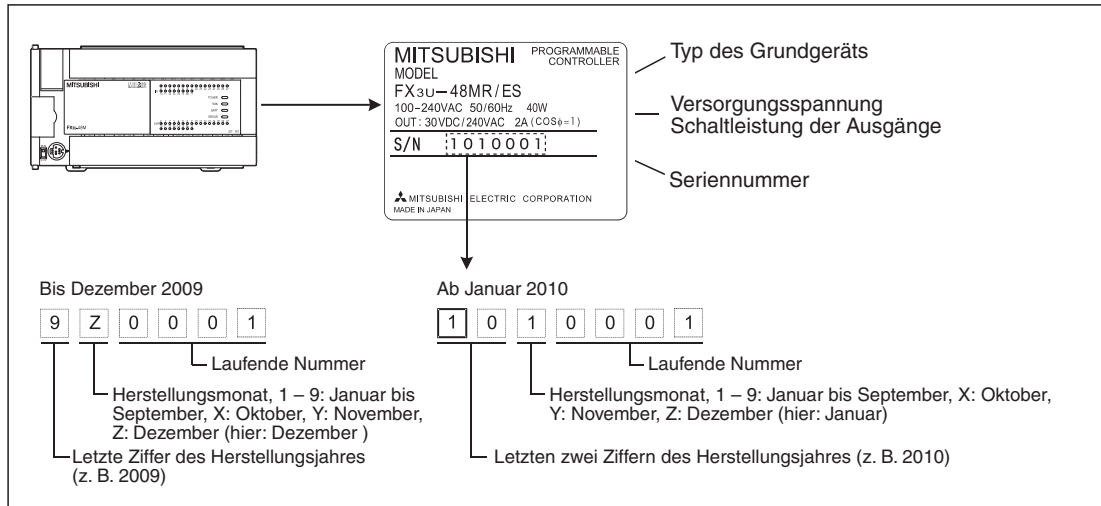 MITSUBISHI
MITSUBISHI PROGRAMMABLE CONTROLLER
MODEL
FX3U-48MR/ES
100-240VAC 50/60Hz 40W
OUT: 30VDC/240VAC 2A (COSφ=1)
S/N 1010001
MITSUBISHI ELECTRIC CORPORATION
MADE IN JAPAN
Typ des Grundgeräts
Versorgungsspannung
Schaltleistung der Ausgänge
Seriennummer
Bis Dezember 2009
9 Z 0 0 0 1
Laufende Nummer
Herstellungsmonat, 1 – 9: Januar bis
September, X: Oktober, Y: November,
Z: Dezember (hier: Dezember )
Letzte Ziffer des Herstellungsjahres
(z. B. 2009)
Ab Januar 2010
1 0 1 0 0 0 1
Laufende Nummer
Herstellungsmonat, 1 – 9: Januar bis September, X: Oktober,
Y: November, Z: Dezember (hier: Januar)
Letzten zwei Ziffern des Herstellungsjahres (z. B. 2010)